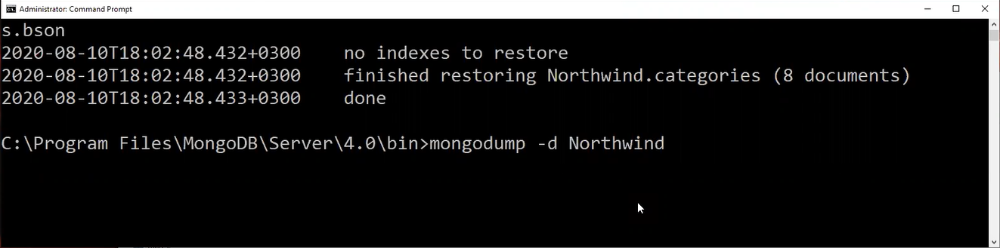 Administrator: Command Prompt
s.bson
2020-08-10T18:02:48.432+0300    no indexes to restore
2020-08-10T18:02:48.432+0300    finished restoring Northwind.categories (8 documents)
2020-08-10T18:02:48.433+0300    done
C:\Program Files\MongoDB\Server\4.0\bin>mongodump -d Northwind